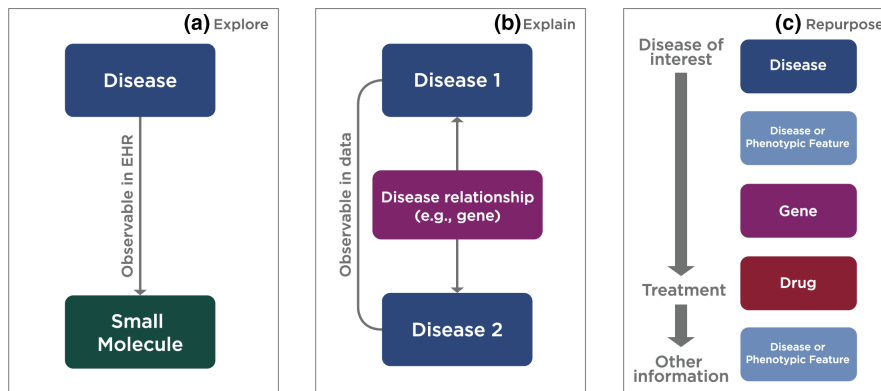 (a) Explore
Disease
Observable in EHR
Small
Molecule
(b) Explain
Disease 1
Observable in data
Disease relationship
(e.g., gene)
Disease 2
(c) Repurpose
Disease of
interest
Disease
Disease or
Phenotypic Feature
Gene
Treatment
Drug
Other
information
Disease or
Phenotypic Feature